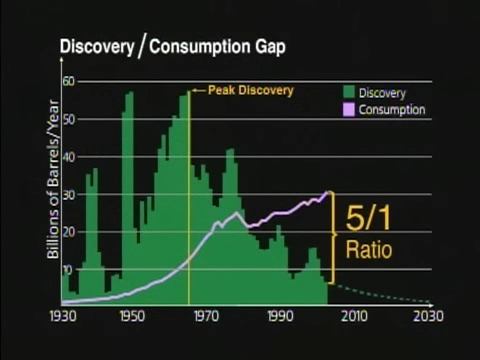 Discovery/Consumption Gap
Billions of Barrels/Year
60
50
40
30
20
10
Peak Discovery
Discovery
Consumption
5/1
Ratio
1930
1950
1970
1990
2010
2030